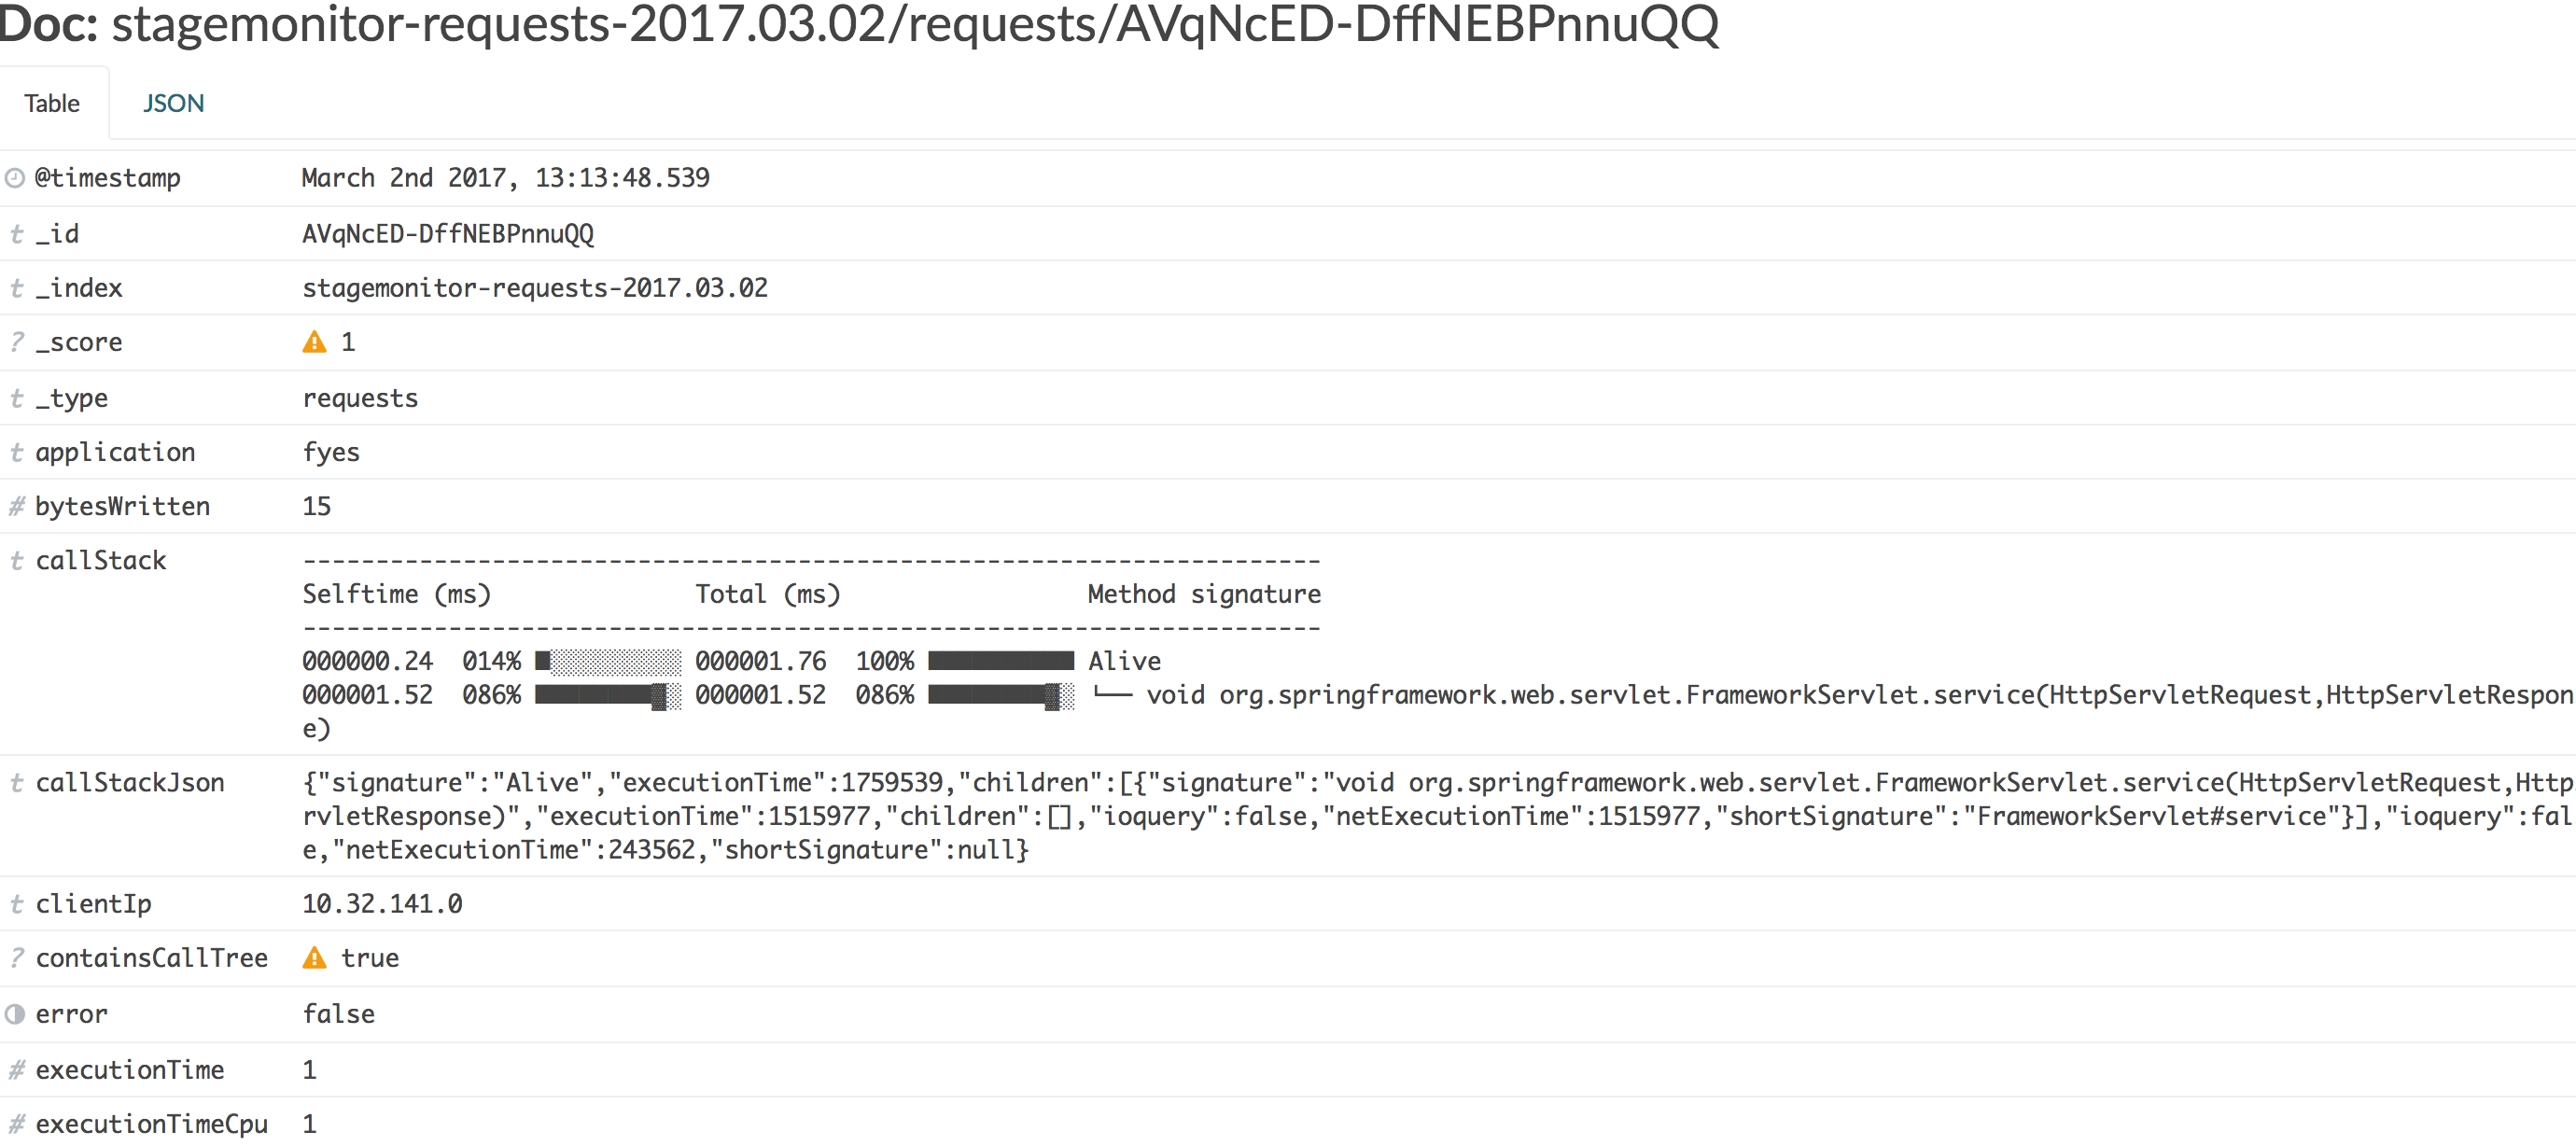 Doc: stagemonitor-requests-2017.03.02/requests/AVqNcED-DffNEBPnnuQQ
Table JSON
@timestamp March 2nd 2017, 13:13:48.539
t _id AVqNcED-DffNEBPnnuQQ
t _index stagemonitor-requests-2017.03.02
? _score 1
t _type requests
t application fyes
# bytesWritten 15
t callStack ----------------------------------------------------------------------
Selftime (ms) Total (ms) Method signature
----------------------------------------------------------------------
000000.24 014% ■░░░░░░░░░ 000001.76 100% ■■■■■■■■■■ Alive
000001.52 086% ■■■■■■■■▓░ 000001.52 086% ■■■■■■■■▓░ └── void org.springframework.web.servlet.FrameworkServlet.service(HttpServletRequest,HttpServletRespon
e)
t callStackJson {"signature":"Alive","executionTime":1759539,"children":[{"signature":"void org.springframework.web.servlet.FrameworkServlet.service(HttpServletRequest,Http
rvletResponse)","executionTime":1515977,"children":[],"ioquery":false,"netExecutionTime":1515977,"shortSignature":"FrameworkServlet#service"}],"ioquery":fal
e,"netExecutionTime":243562,"shortSignature":null}
t clientIp 10.32.141.0
? containsCallTree true
error false
# executionTime 1
# executionTimeCpu 1